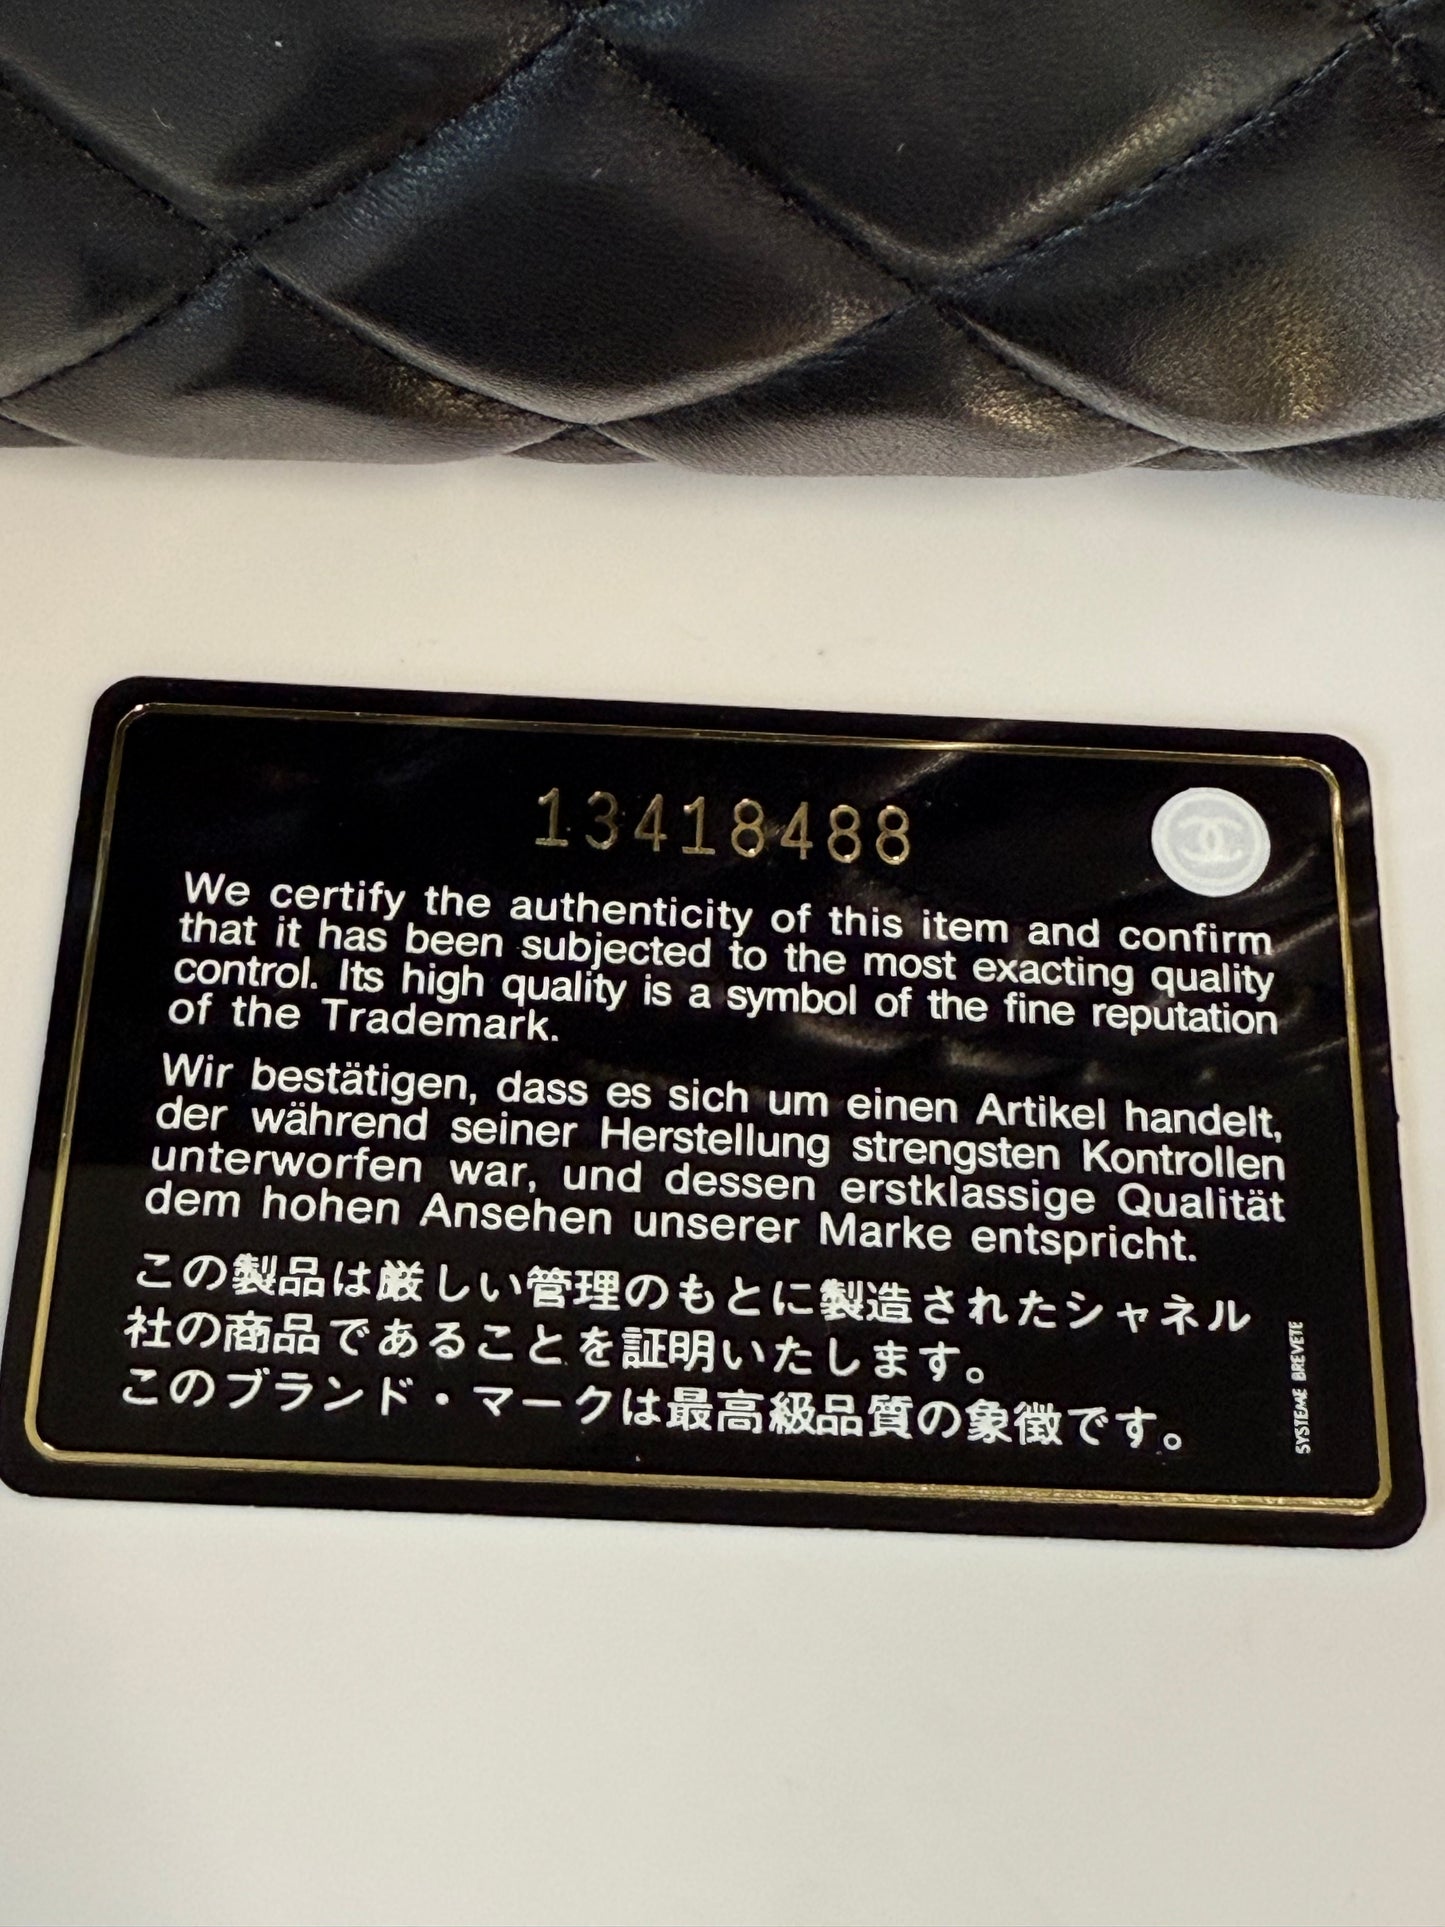 13418488
We certify the authenticity of this item and confirm
that it has been subjected to the most exacting quality
control. Its high quality is a symbol of the fine reputation
of the Trademark.
Wir bestätigen, dass es sich um einen Artikel handelt,
der während seiner Herstellung strengsten Kontrollen
unterworfen war, und dessen erstklassige Qualität
dem hohen Ansehen unserer Marke entspricht.
この製品は厳しい管理のもとに製造されたシャネル
社の商品であることを証明いたします。
このブランド・マークは最高級品質の象徴です。
SYSTEME BREVETE